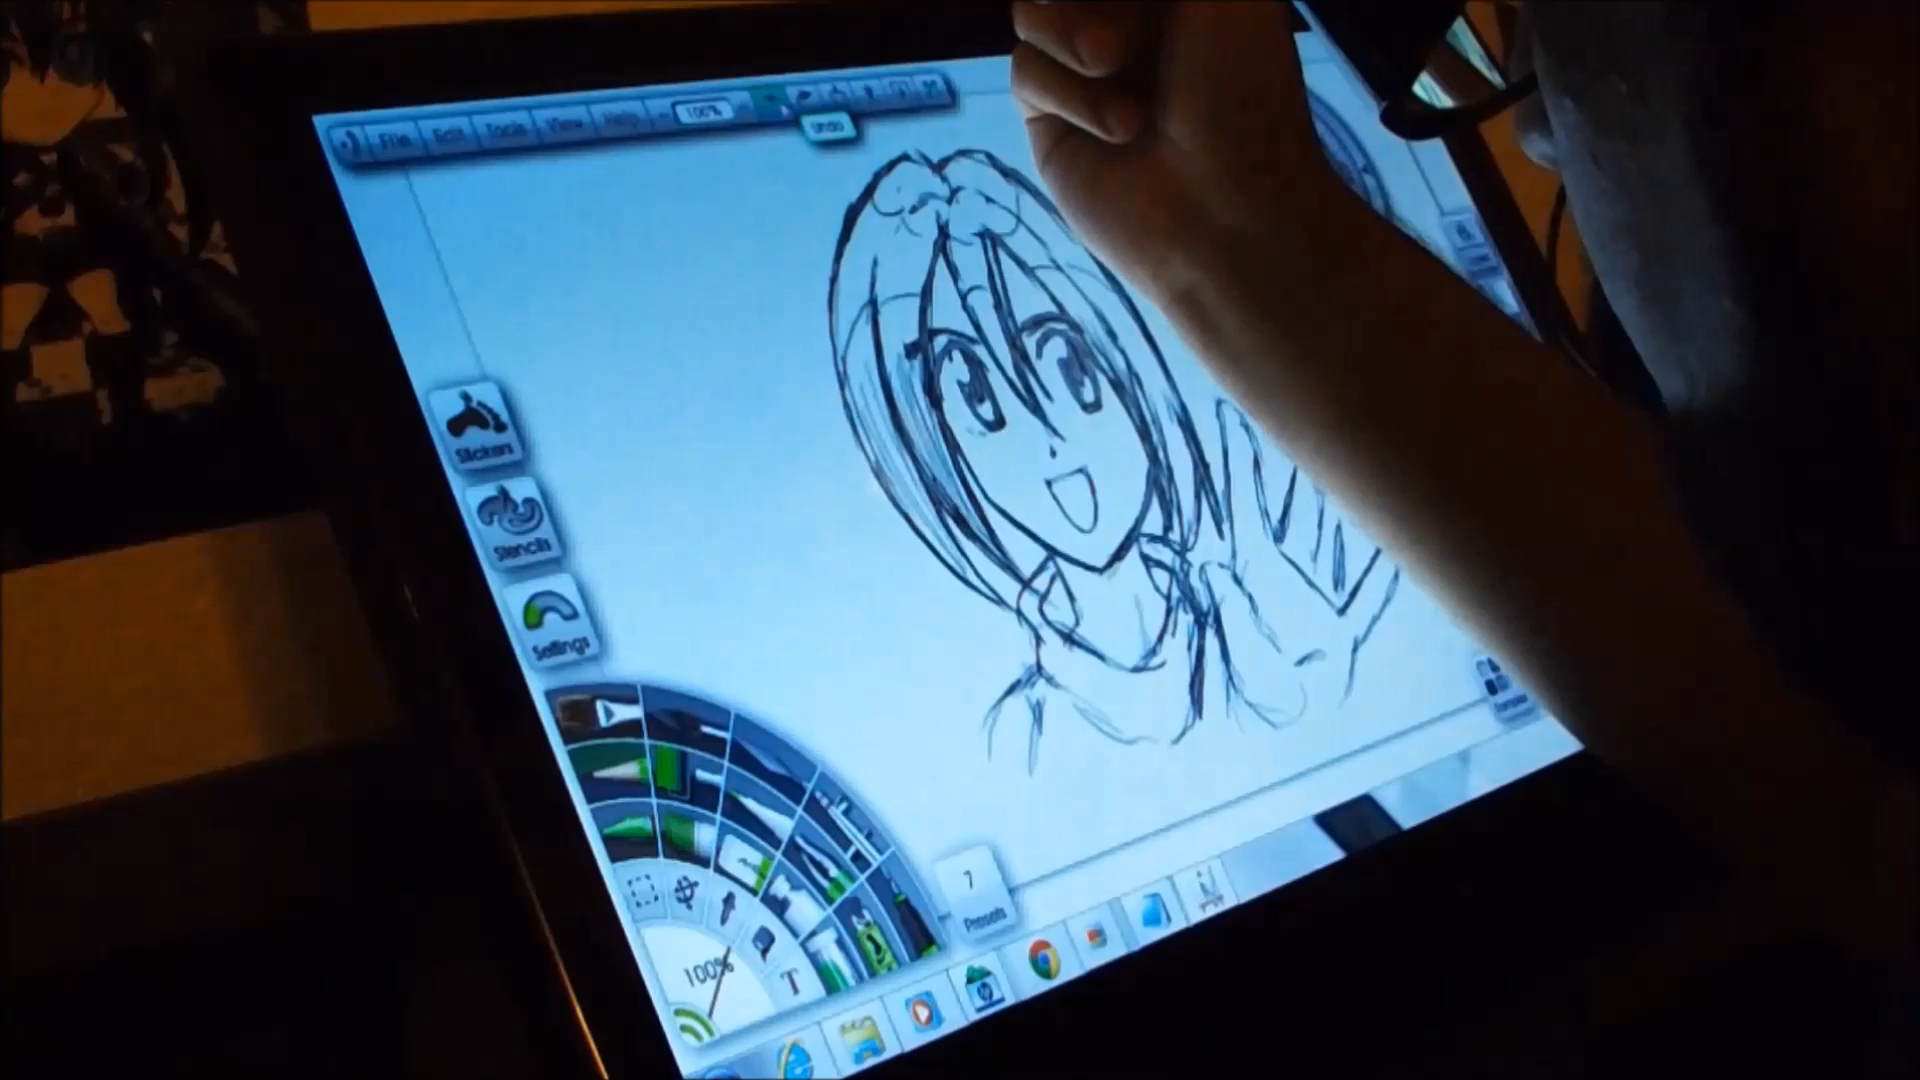 File Edit Tools View Help 100%
Undo
Stickers
Stencils
Settings
7
Presets
100%
T